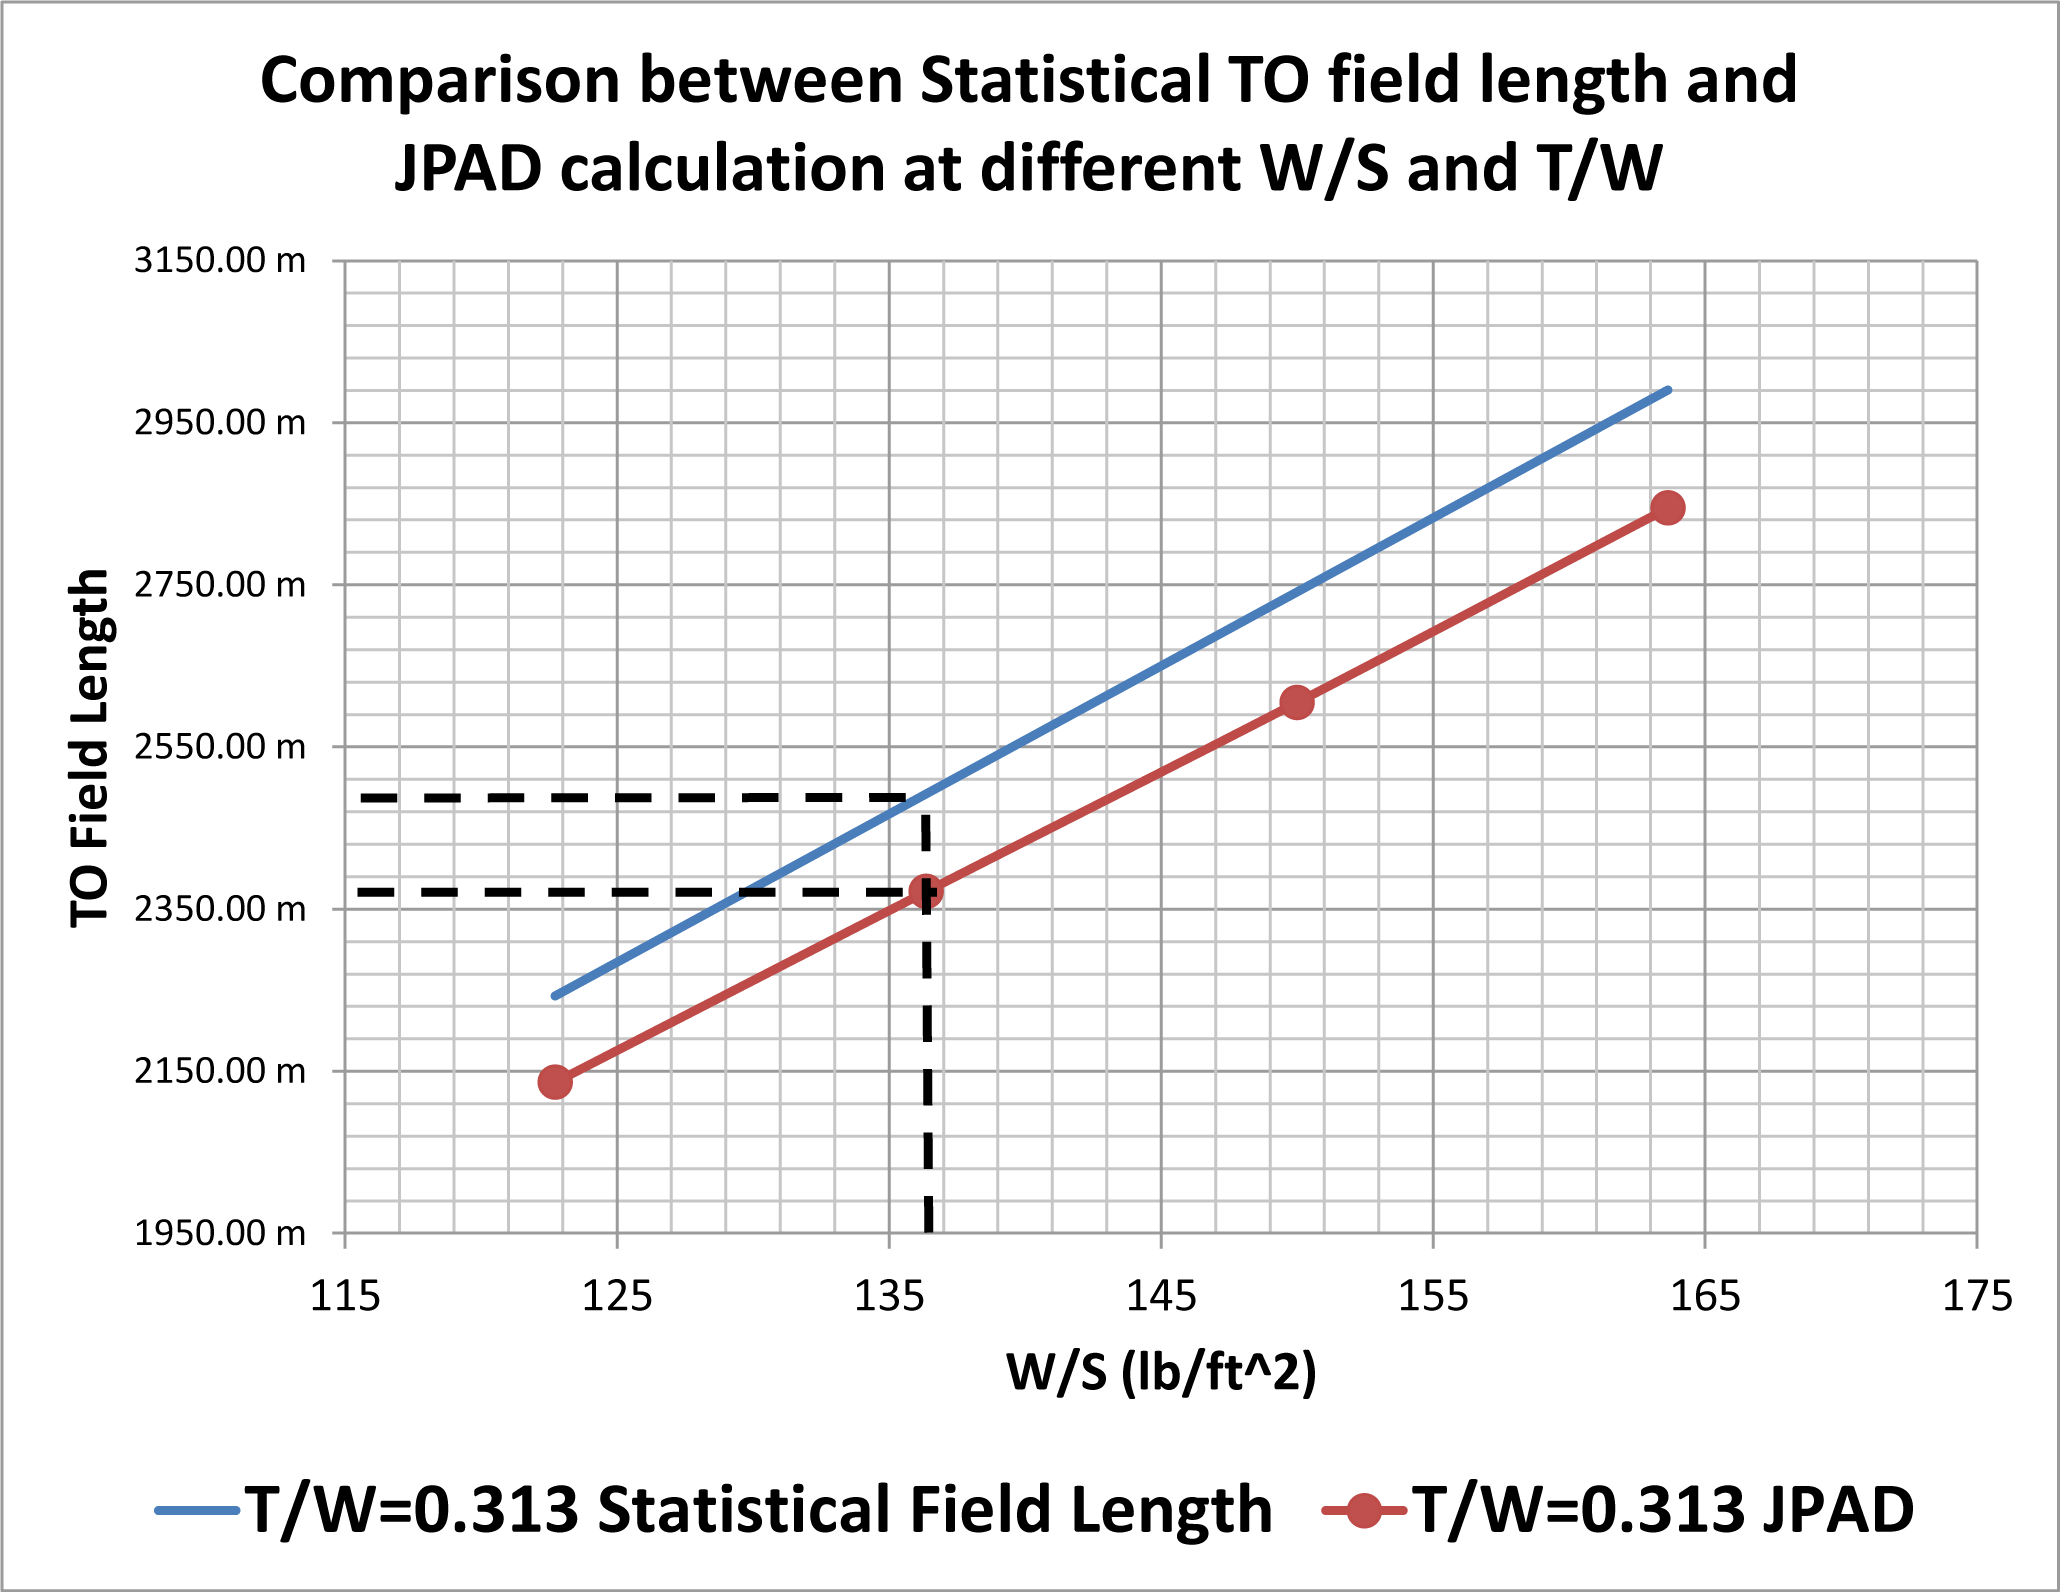 Comparison between Statistical TO field length and
JPAD calculation at different W/S and T/W
3150.00 m
2950.00 m
2750.00 m
2550.00 m
2350.00 m
2150.00 m
1950.00 m
TO Field Length
115 125 135 145 155 165 175
W/S (lb/ft^2)
T/W=0.313 Statistical Field Length T/W=0.313 JPAD